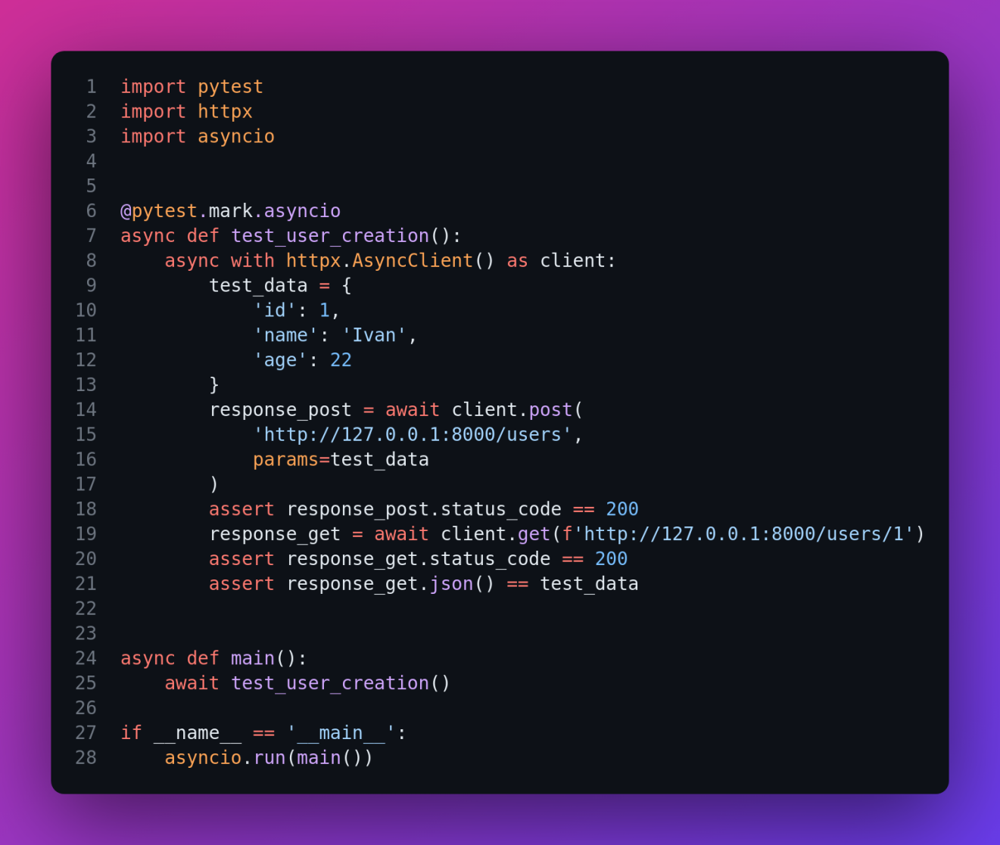 1 import pytest
2 import httpx
3 import asyncio
4
5
6 @pytest.mark.asyncio
7 async def test_user_creation():
8     async with httpx.AsyncClient() as client:
9         test_data = {
10             'id': 1,
11             'name': 'Ivan',
12             'age': 22
13         }
14         response_post = await client.post(
15             'http://127.0.0.1:8000/users',
16             params=test_data
17         )
18         assert response_post.status_code == 200
19         response_get = await client.get(f'http://127.0.0.1:8000/users/1')
20         assert response_get.status_code == 200
21         assert response_get.json() == test_data
22
23
24 async def main():
25     await test_user_creation()
26
27 if __name__ == '__main__':
28     asyncio.run(main())